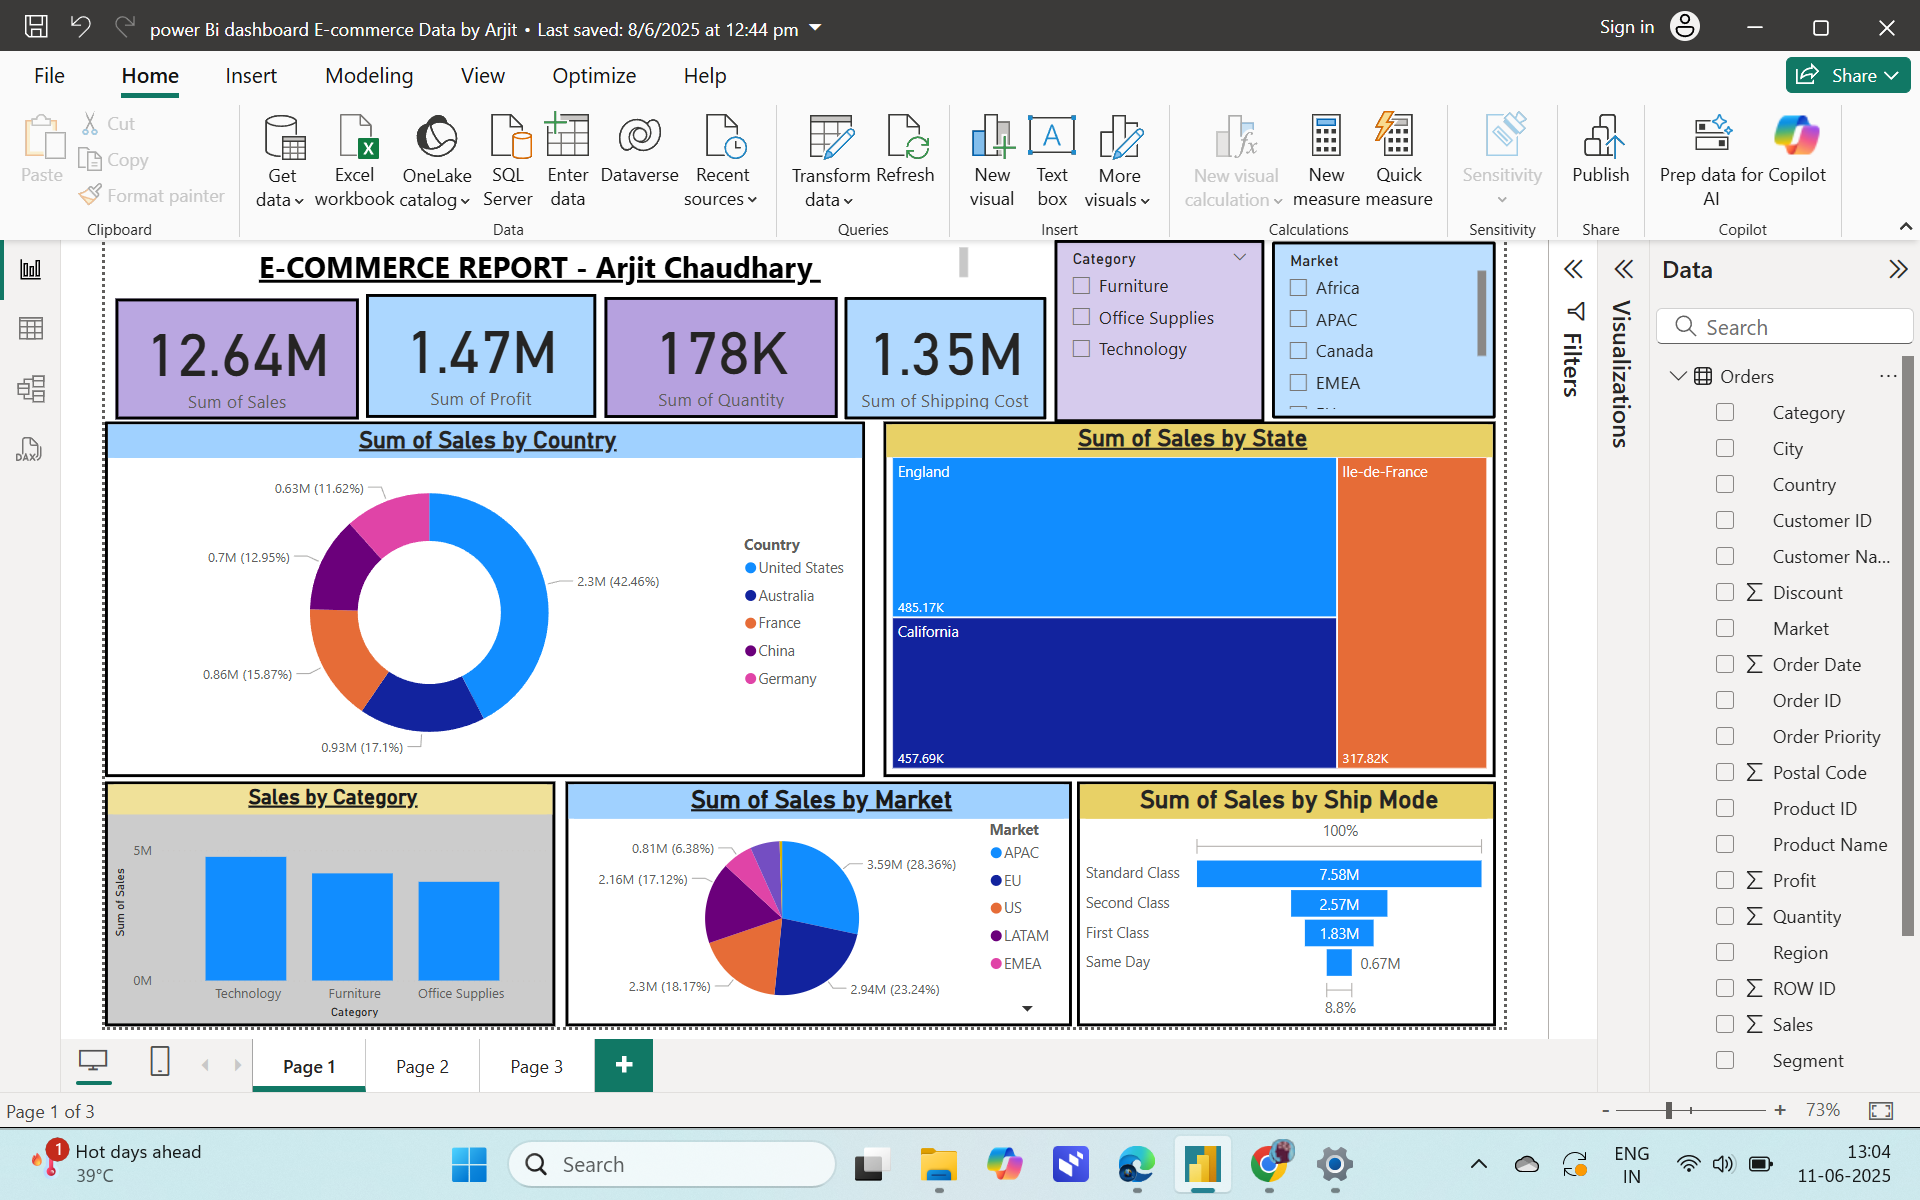 power Bi dashboard E-commerce Data by Arjit • Last saved: 8/6/2025 at 12:44 pm
Sign in
File Home Insert Modeling View Optimize Help
Share
Paste
Cut
Copy
Format painter
Clipboard
Get data
Excel workbook
OneLake catalog
SQL Server
Enter data
Dataverse
Recent sources
Data
Transform data
Refresh
Queries
New visual
Text box
More visuals
Insert
New visual calculation
New measure
Quick measure
Calculations
Sensitivity
Sensitivity
Publish
Share
Prep data for AI
Copilot
Copilot
E-COMMERCE REPORT - Arjit Chaudhary
12.64M
Sum of Sales
1.47M
Sum of Profit
178K
Sum of Quantity
1.35M
Sum of Shipping Cost
Category
Furniture
Office Supplies
Technology
Market
Africa
APAC
Canada
EMEA
Sum of Sales by Country
0.63M (11.62%)
0.7M (12.95%)
2.3M (42.46%)
0.86M (15.87%)
0.93M (17.1%)
Country
United States
Australia
France
China
Germany
Sum of Sales by State
England
485.17K
California
457.69K
Ile-de-France
317.82K
Sales by Category
Sum of Sales
5M
0M
Technology
Furniture
Office Supplies
Category
Sum of Sales by Market
0.81M (6.38%)
3.59M (28.36%)
2.16M (17.12%)
2.3M (18.17%)
2.94M (23.24%)
Market
APAC
EU
US
LATAM
EMEA
Sum of Sales by Ship Mode
100%
Standard Class 7.58M
Second Class 2.57M
First Class 1.83M
Same Day 0.67M
8.8%
Filters
Visualizations
Data
Search
Orders
Category
City
Country
Customer ID
Customer Na...
Discount
Market
Order Date
Order ID
Order Priority
Postal Code
Product ID
Product Name
Profit
Quantity
Region
ROW ID
Sales
Segment
Page 1
Page 2
Page 3
Page 1 of 3
73%
1
Hot days ahead
39°C
Search
ENG
IN
13:04
11-06-2025